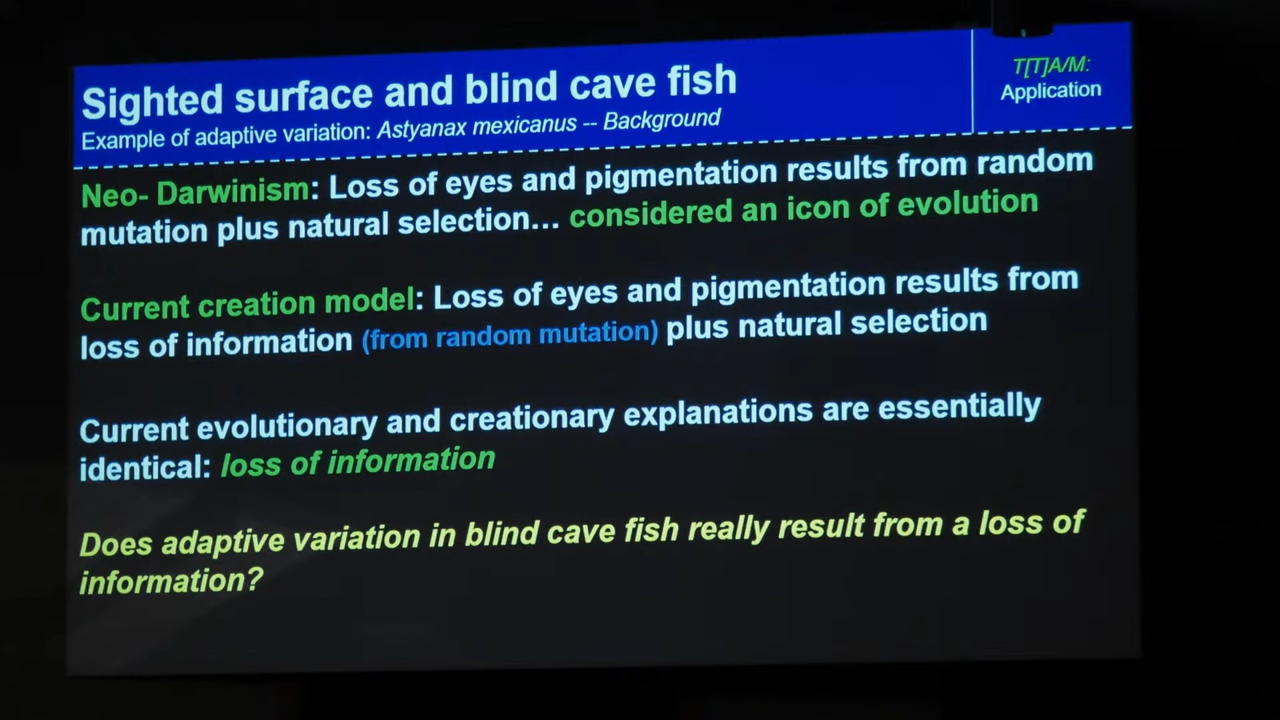 Sighted surface and blind cave fish
Example of adaptive variation: Astyanax mexicanus -- Background
T[T]A/M:
Application
Neo- Darwinism: Loss of eyes and pigmentation results from random
mutation plus natural selection... considered an icon of evolution
Current creation model: Loss of eyes and pigmentation results from
loss of information (from random mutation) plus natural selection
Current evolutionary and creationary explanations are essentially
identical: loss of information
Does adaptive variation in blind cave fish really result from a loss of
information?